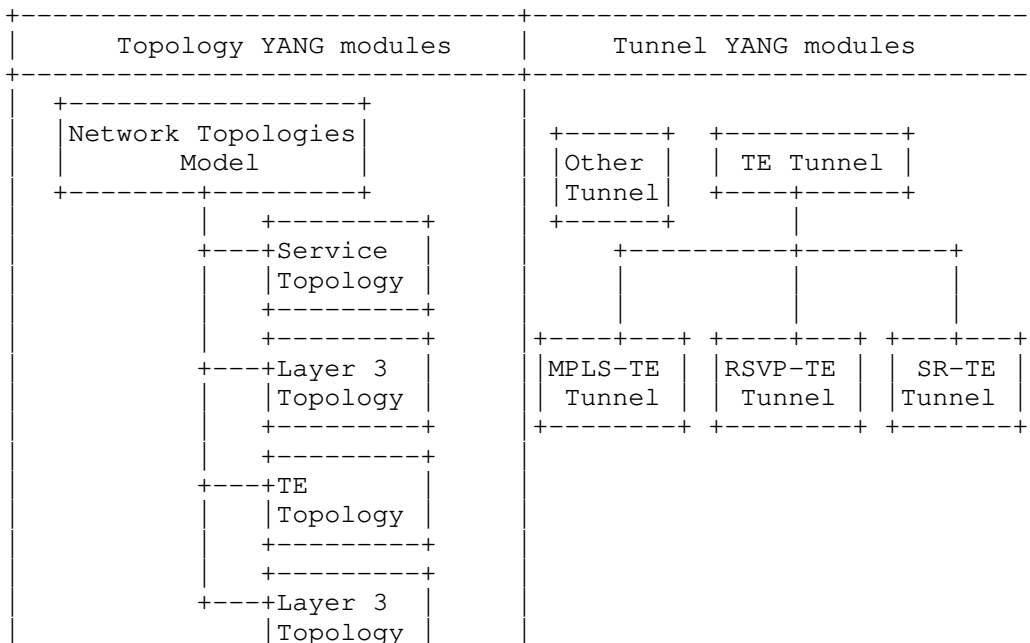 Topology YANG modules
Tunnel YANG modules
Network Topologies
Model
Other
Tunnel
TE Tunnel
Service
Topology
Layer 3
Topology
MPLS-TE
Tunnel
RSVP-TE
Tunnel
SR-TE
Tunnel
TE
Topology
Layer 3
Topology